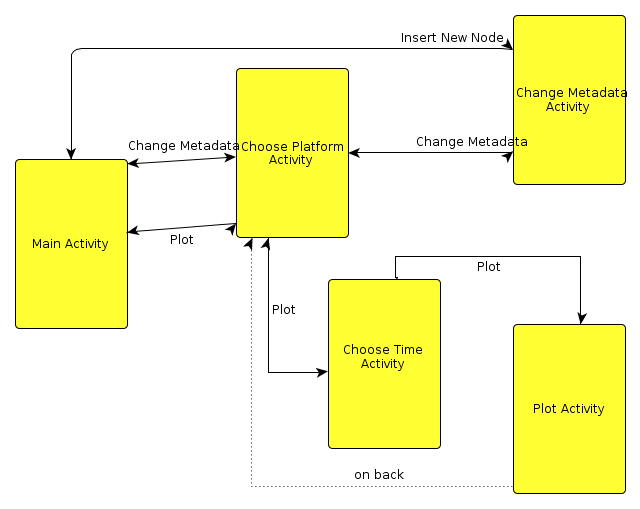 Insert New Node
Change Metadata
Activity
Change Metadata
Choose Platform
Activity
Change Metadata
Main Activity
Plot
Plot
Plot
Choose Time
Activity
Plot Activity
on back